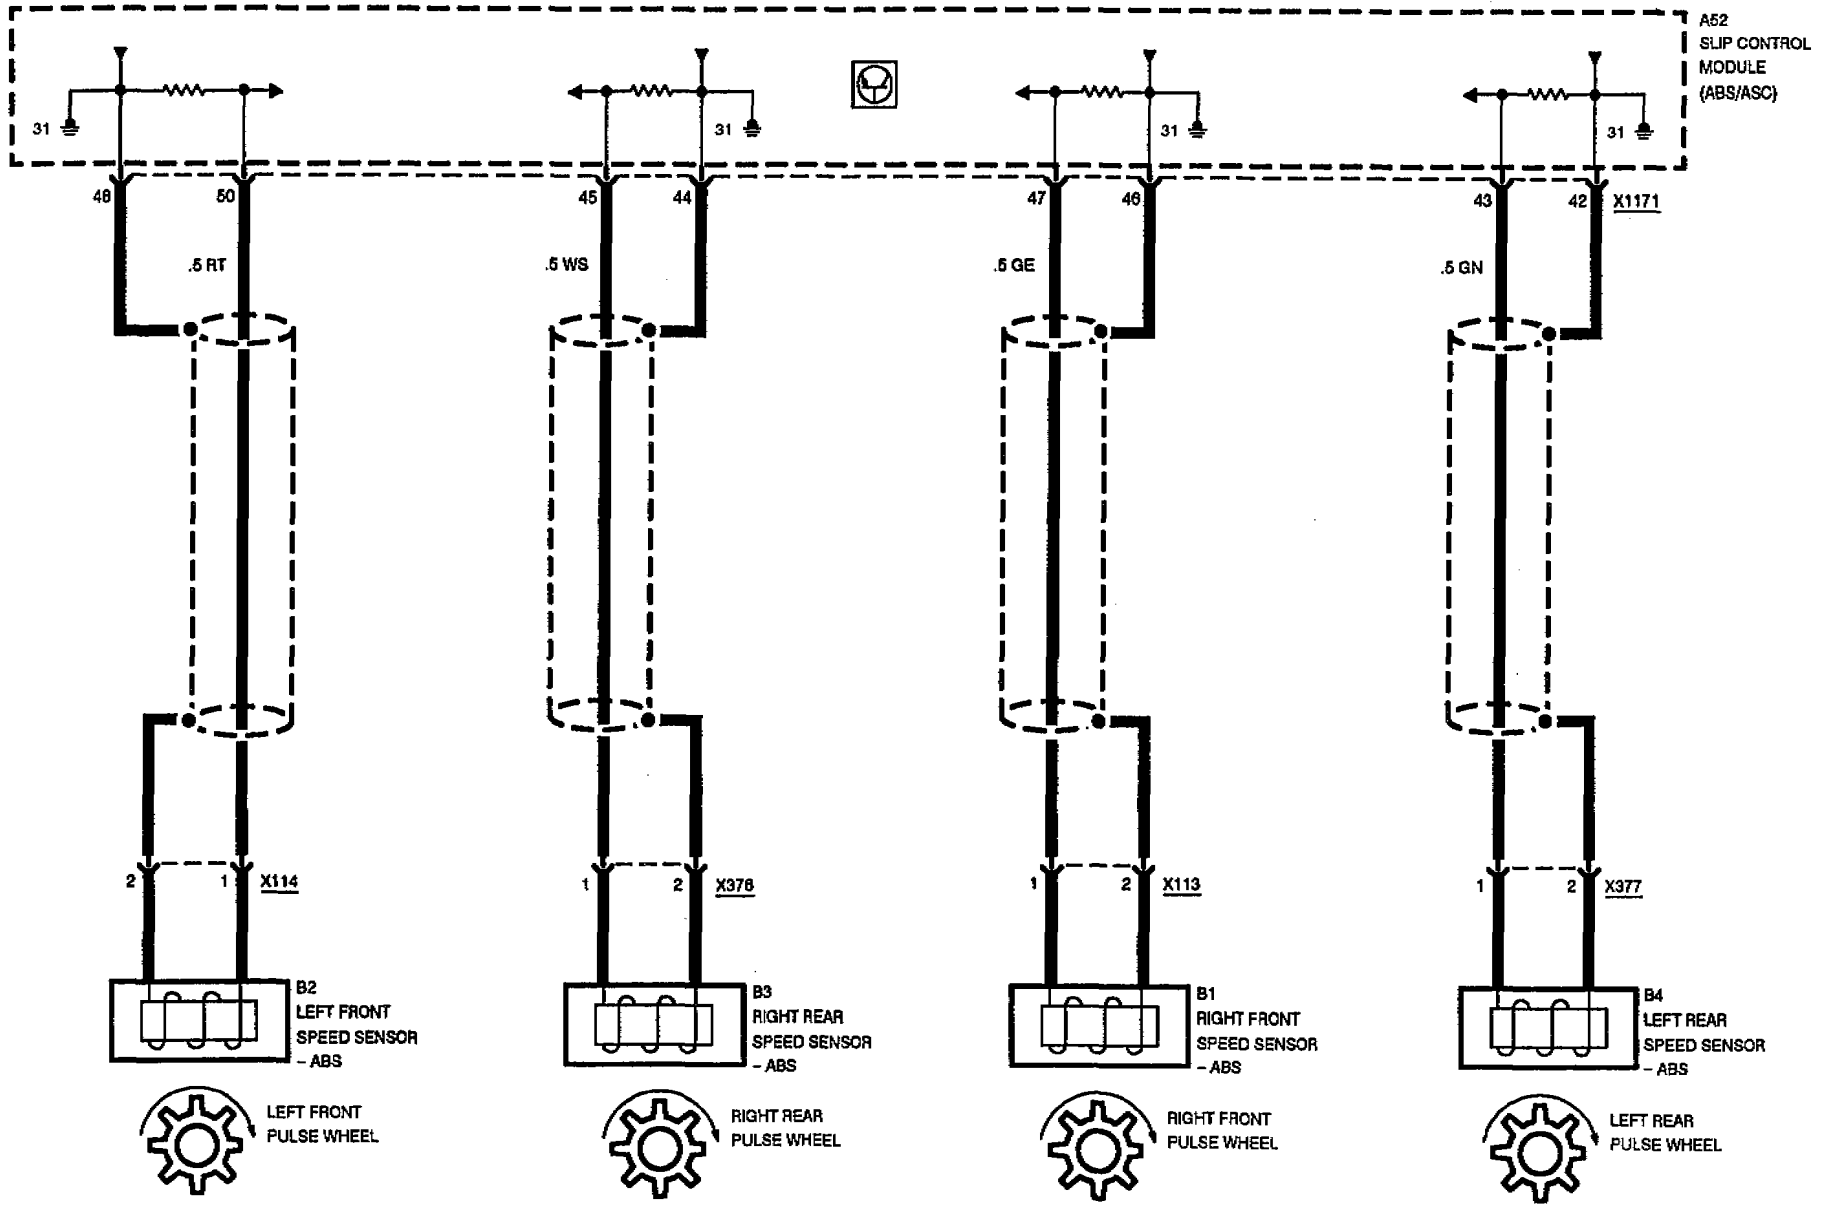 A52
SLIP CONTROL
MODULE
(ABS/ASC)
31
31
31
31
48
50
45
44
47
46
43
42
X1171
.5 RT
.5 WS
.5 GE
.5 GN
2
1
X114
1
2
X376
1
2
X113
1
2
X377
B2
LEFT FRONT
SPEED SENSOR
– ABS
B3
RIGHT REAR
SPEED SENSOR
– ABS
B1
RIGHT FRONT
SPEED SENSOR
– ABS
B4
LEFT REAR
SPEED SENSOR
– ABS
LEFT FRONT
PULSE WHEEL
RIGHT REAR
PULSE WHEEL
RIGHT FRONT
PULSE WHEEL
LEFT REAR
PULSE WHEEL